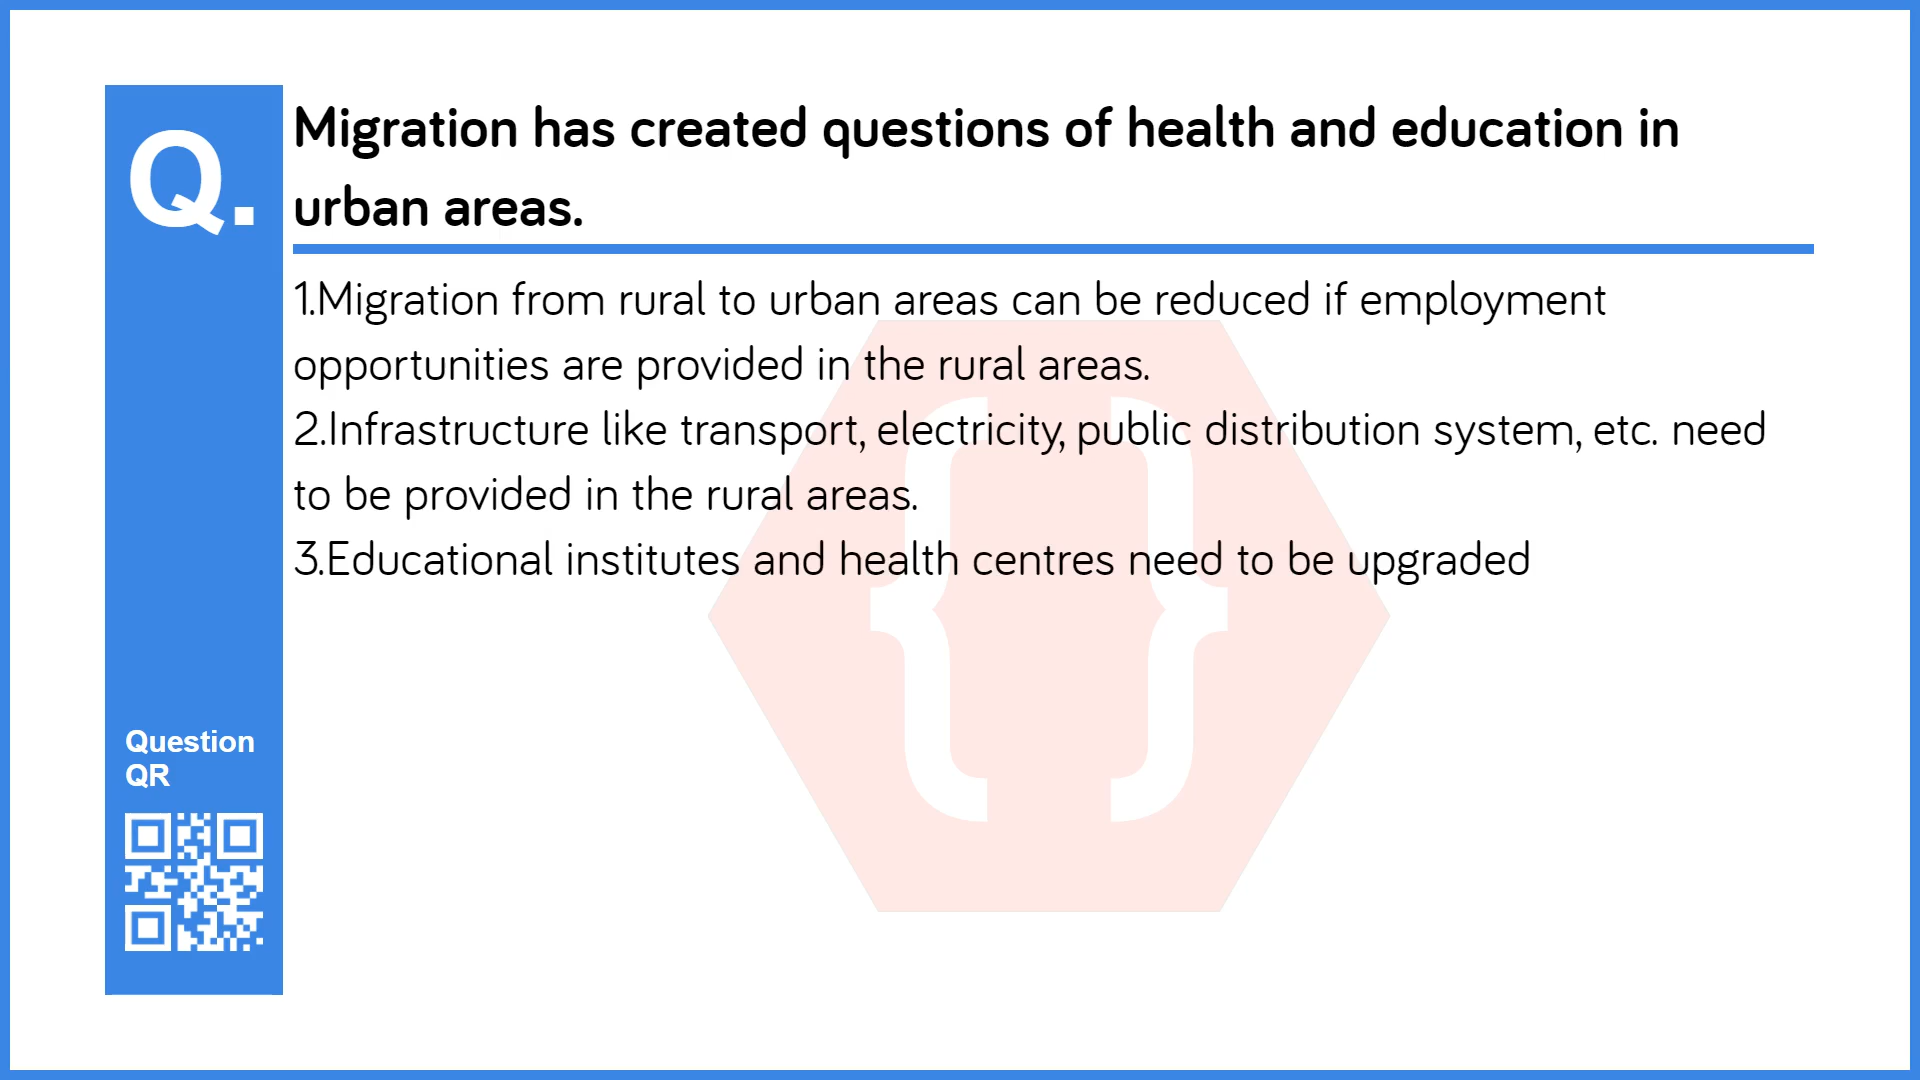 Q.
Migration has created questions of health and education in
urban areas.
1.Migration from rural to urban areas can be reduced if employment
opportunities are provided in the rural areas.
2.Infrastructure like transport, electricity, public distribution system, etc. need
to be provided in the rural areas.
3.Educational institutes and health centres need to be upgraded
Question
QR